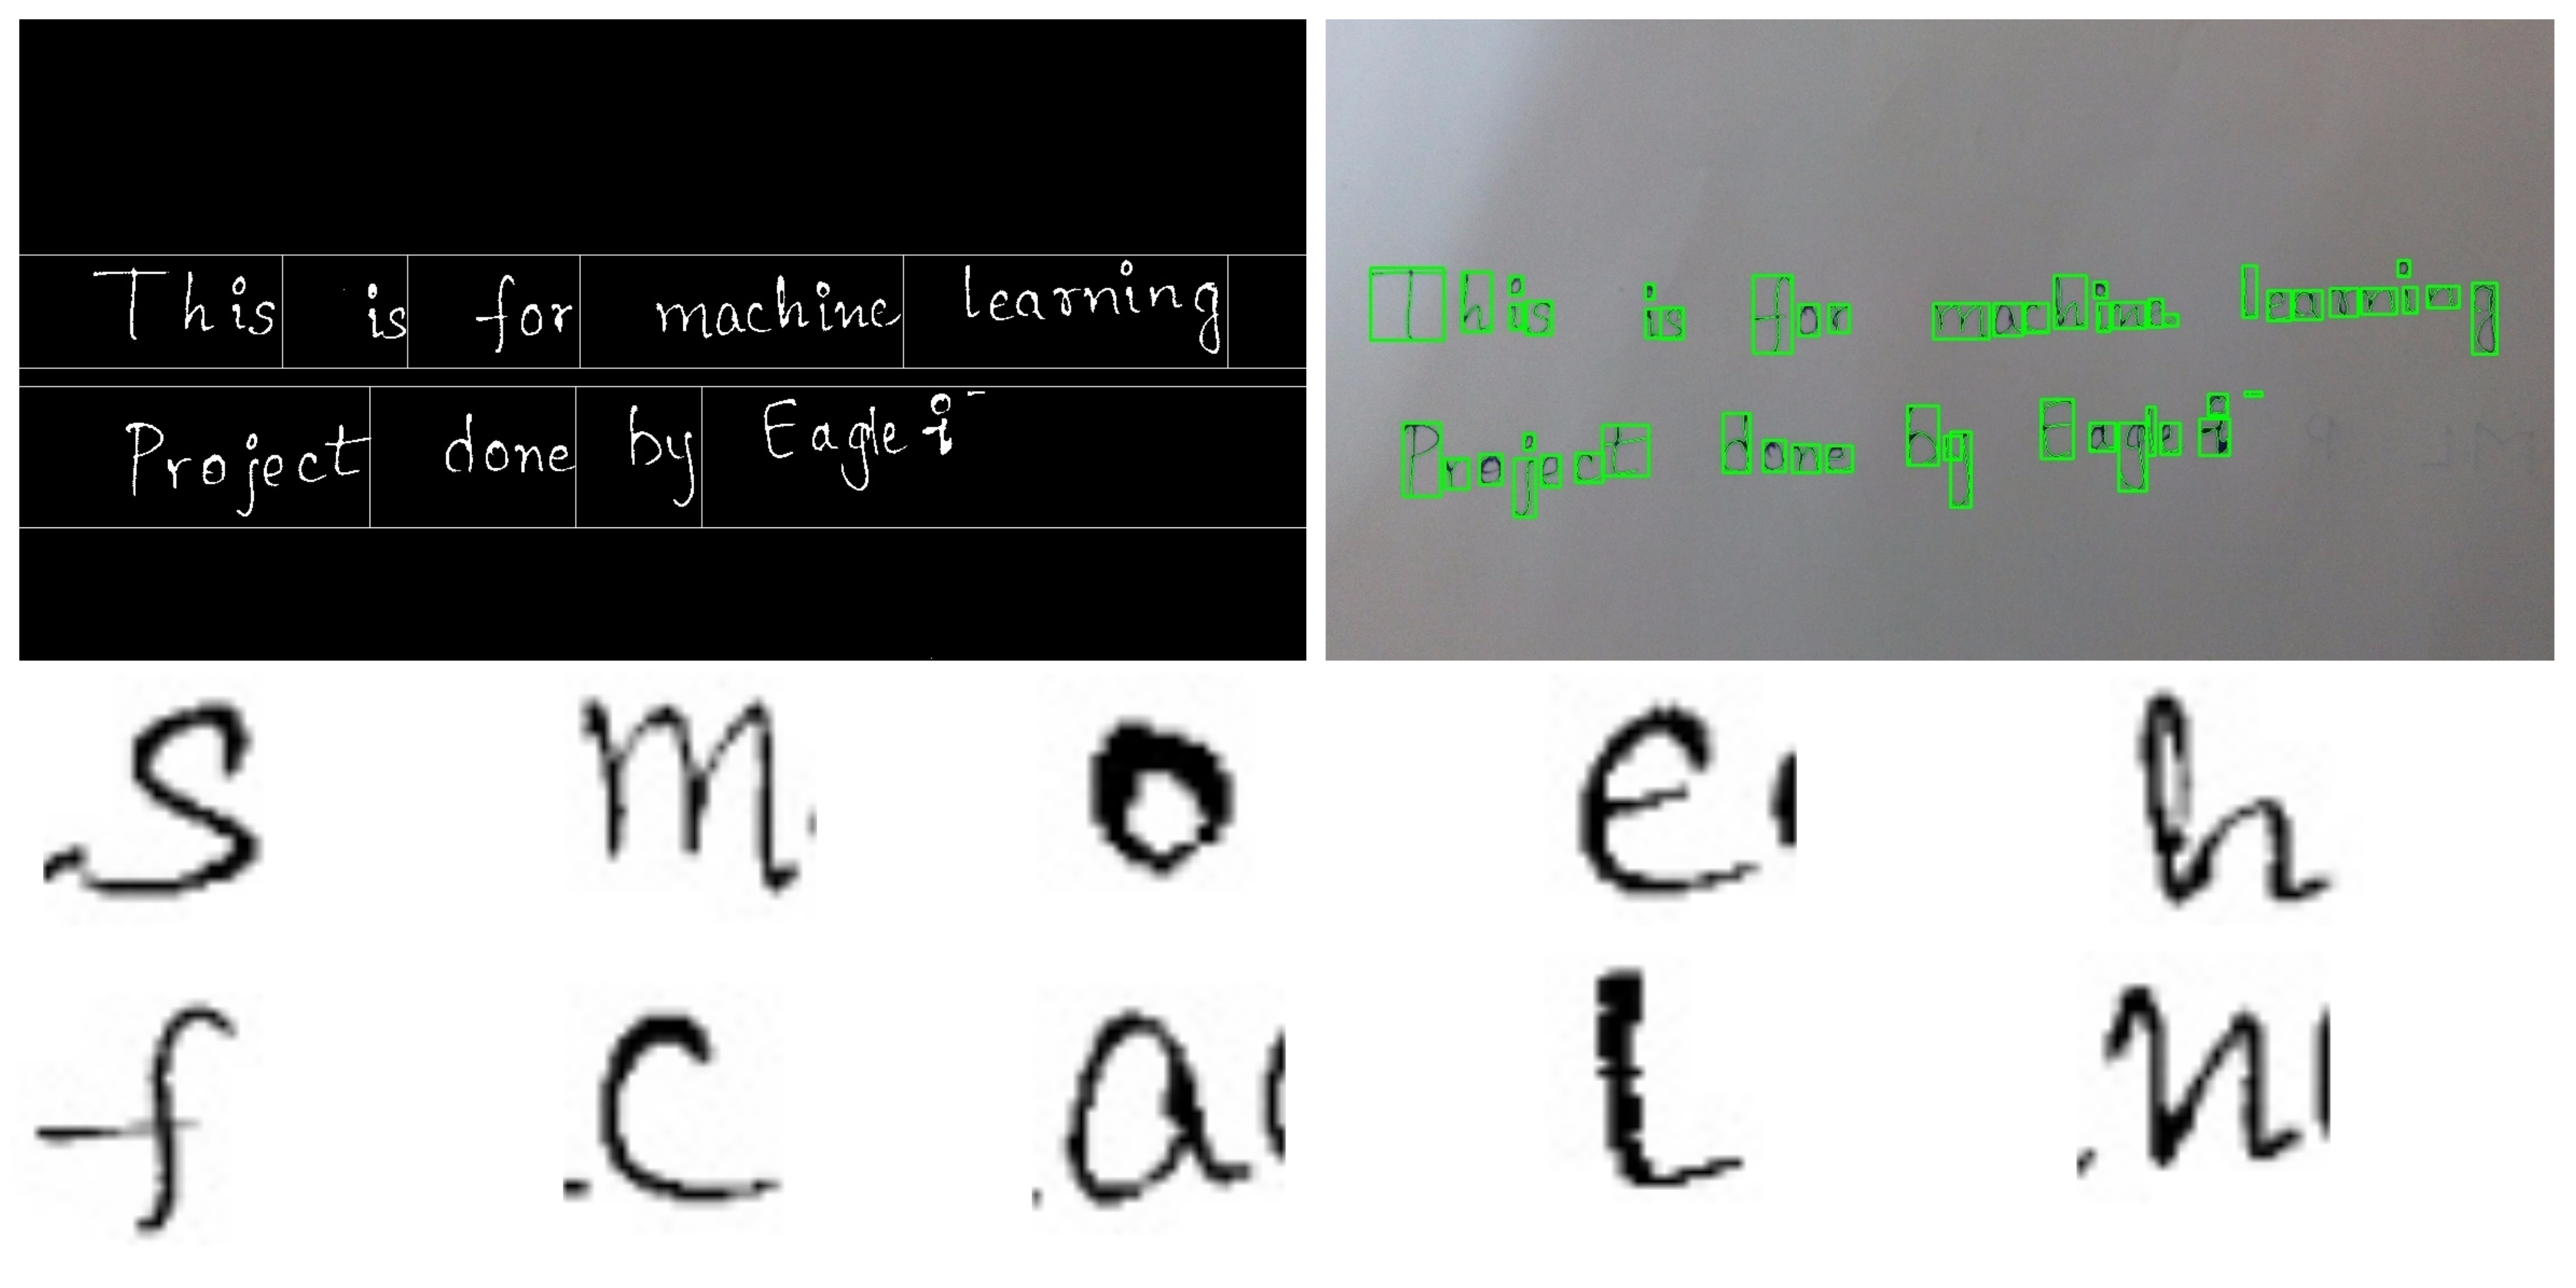 This is for machine learning
Project done by Eagle i-
This is for machine learning
Project done by Eagle i-
s m o e h
f c a l n